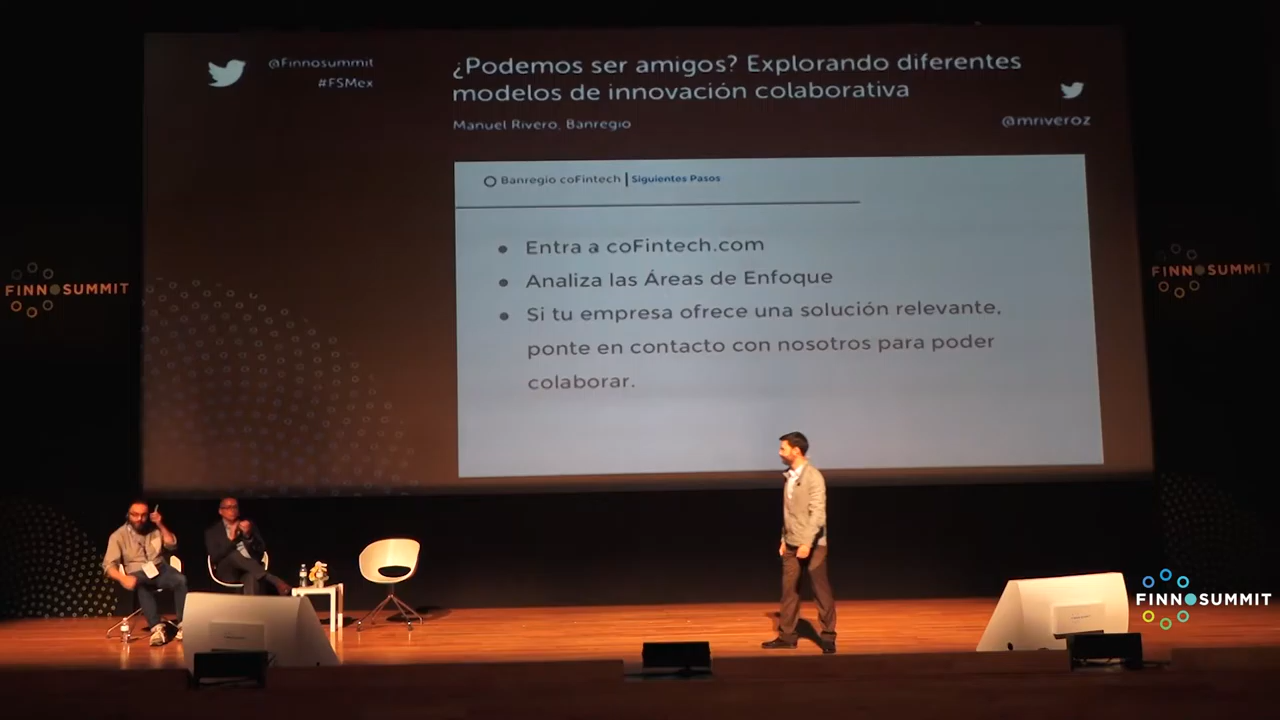 @Finnosummit
#FSMex
¿Podemos ser amigos? Explorando diferentes
modelos de innovación colaborativa
Manuel Rivero, Banregio
@mriveroz
Banregio coFintech | Siguientes Pasos
• Entra a coFintech.com
• Analiza las Áreas de Enfoque
• Si tu empresa ofrece una solución relevante,
ponte en contacto con nosotros para poder
colaborar.
FINNOSUMMIT
FINNOSUMMIT
FINNOSUMMIT